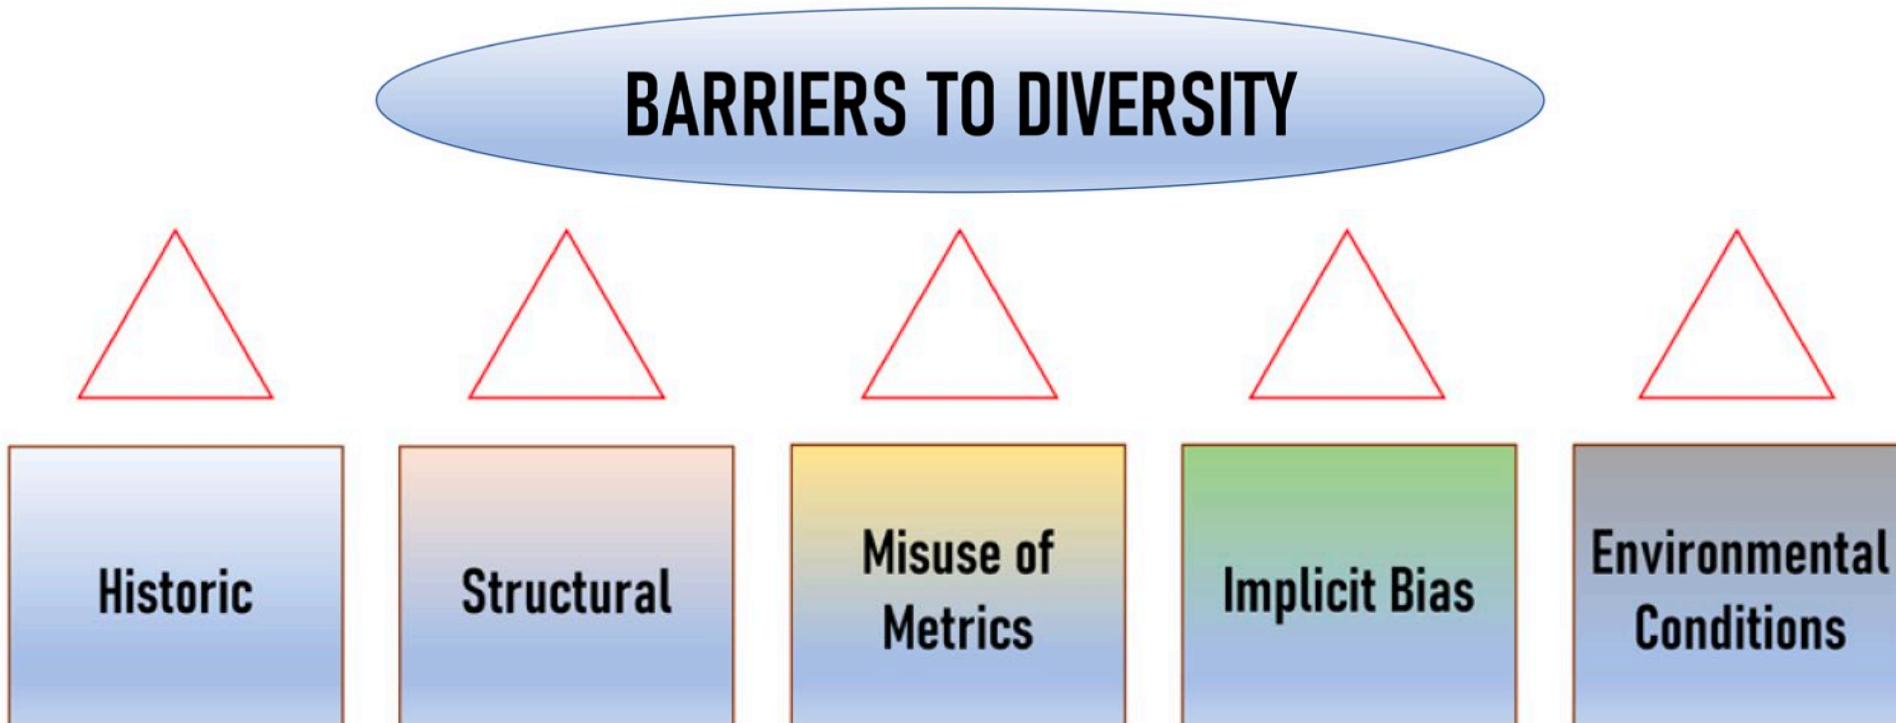 BARRIERS TO DIVERSITY
Historic
Structural
Misuse of
Metrics
Implicit Bias
Environmental
Conditions